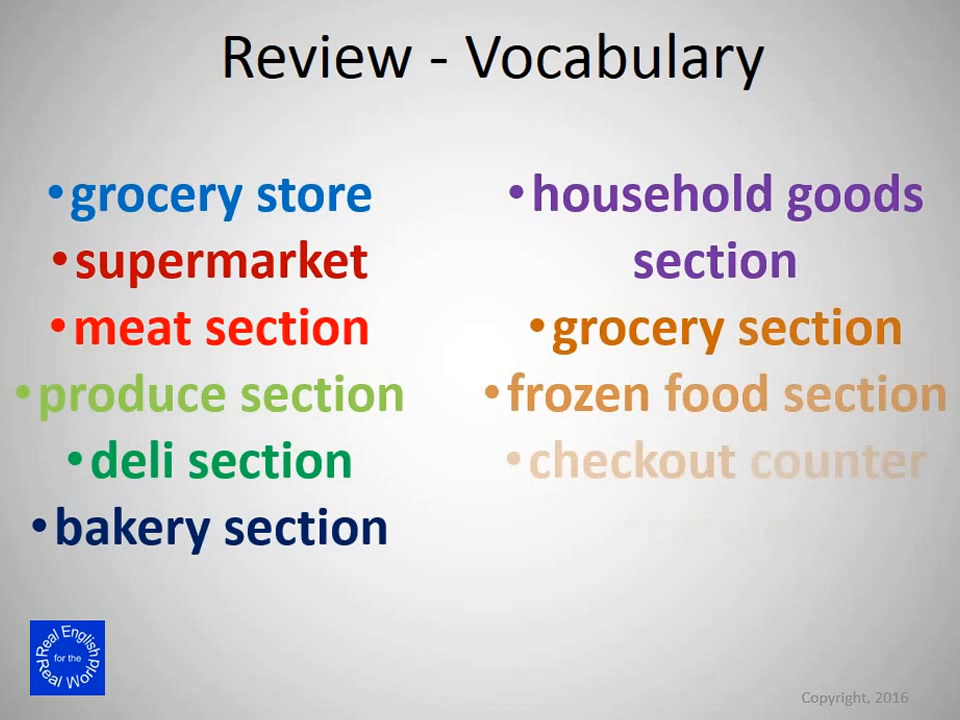 Review - Vocabulary
•grocery store
•supermarket
•meat section
•produce section
•deli section
•bakery section
•household goods
section
•grocery section
•frozen food section
•checkout counter
Real English
for the
Real World
Copyright, 2016